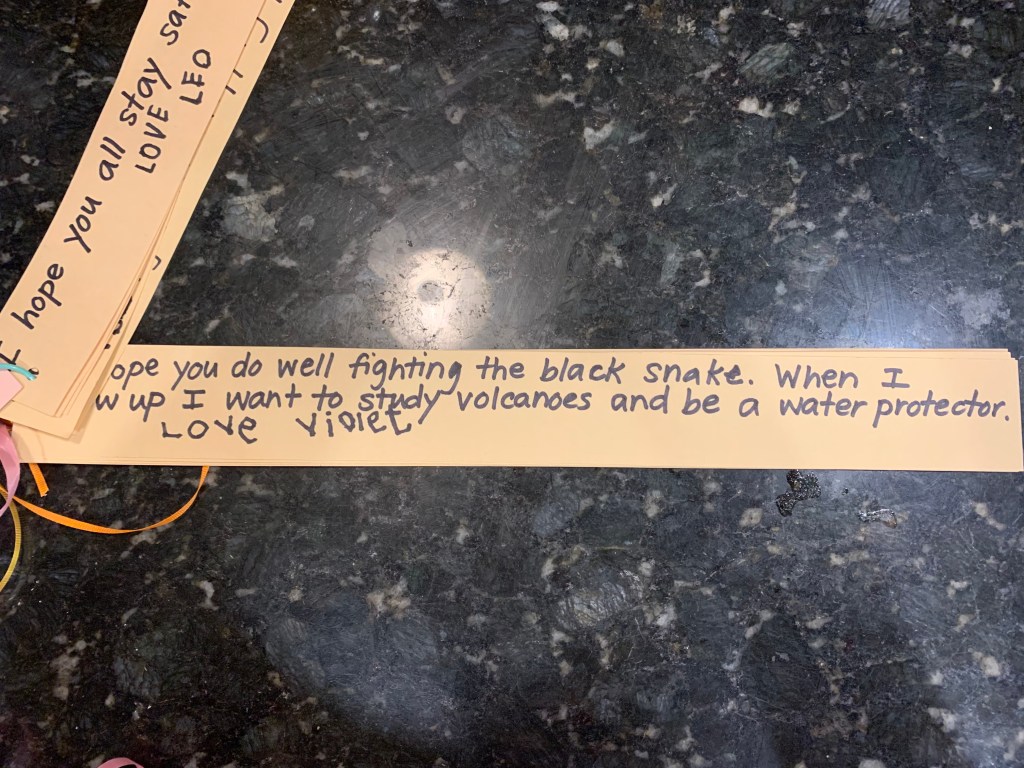 hope you all stay
LOVE LEO
ope you do well fighting the black snake. When I
w up I want to study volcanoes and be a water protector.
Love Violet